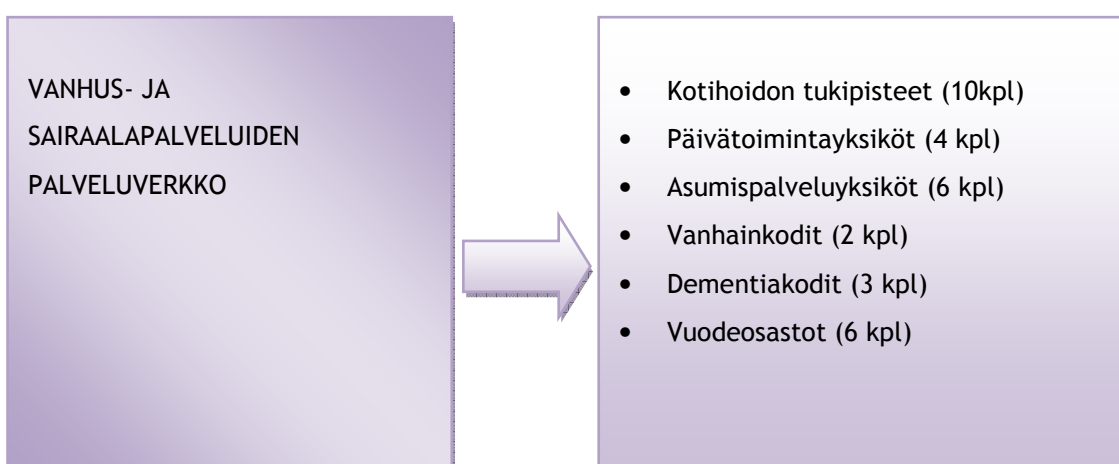 VANHUS- JA
SAIRAALAPALVELUIDEN
PALVELUVERKKO
• Kotihoidon tukipisteet (10kpl)
• Päivätoimintayksiköt (4 kpl)
• Asumispalveluyksiköt (6 kpl)
• Vanhainkodit (2 kpl)
• Dementiakodit (3 kpl)
• Vuodeosastot (6 kpl)